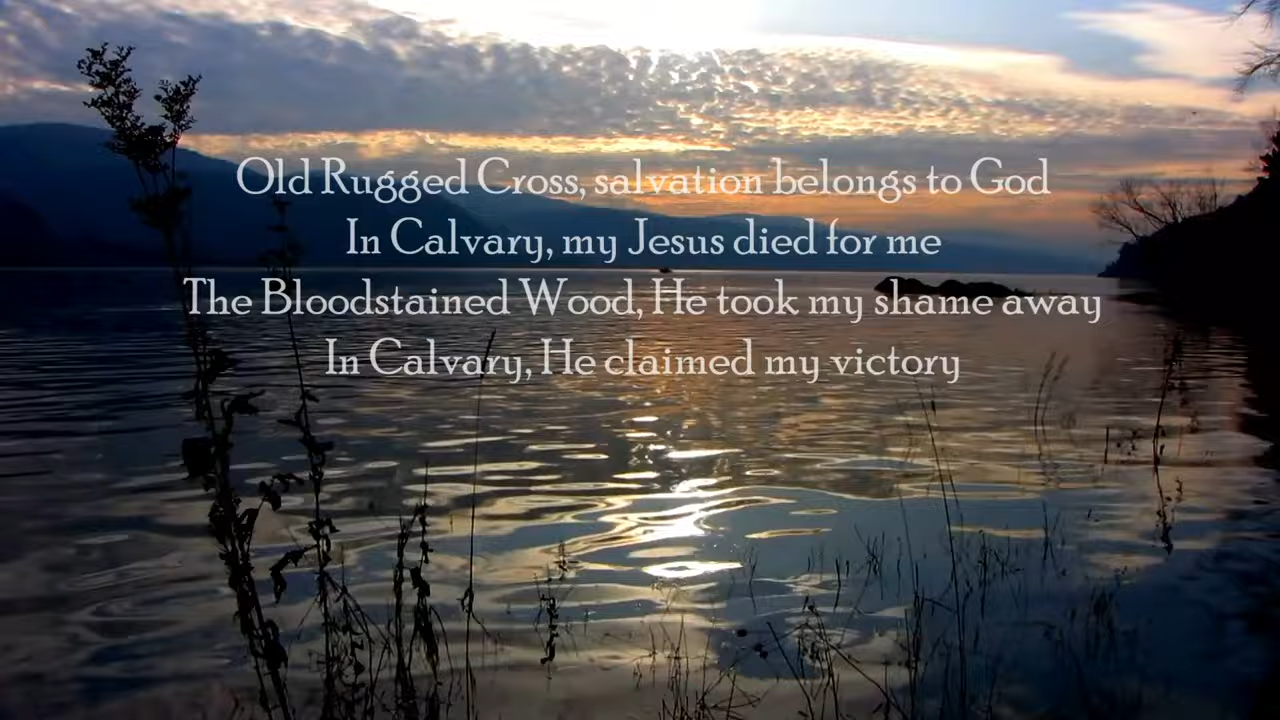 Old Rugged Cross, salvation belongs to God
In Calvary, my Jesus died for me
The Bloodstained Wood, He took my shame away
In Calvary, He claimed my victory